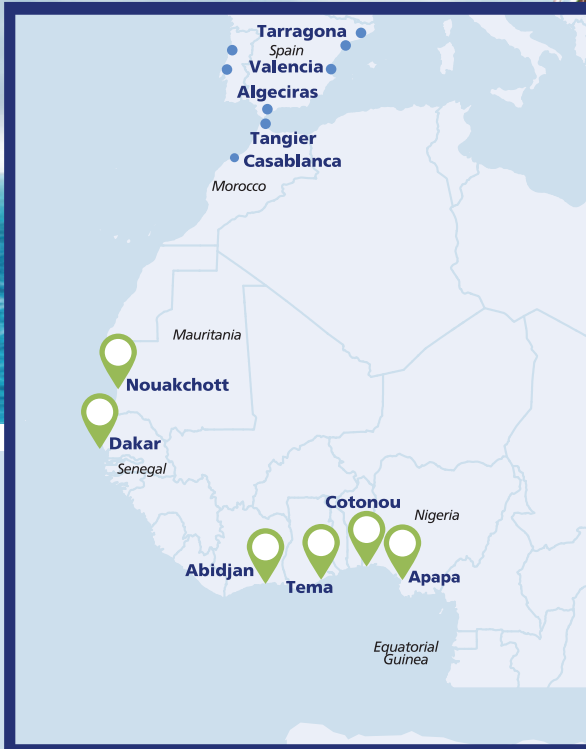 Tarragona
Spain
Valencia
Algeciras
Tangier
Casablanca
Morocco
Mauritania
Nouakchott
Dakar
Senegal
Cotonou
Nigeria
Abidjan
Tema
Apapa
Equatorial
Guinea